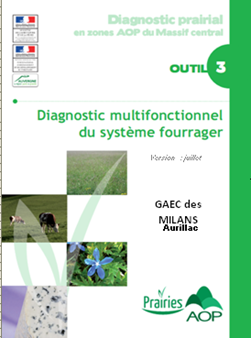 Diagnostic prairial
en zones AOP du Massif central
OUTIL 3
Diagnostic multifonctionnel
du système fourrager
Version : juillet
GAEC des
MILANS
Aurillac
Prairies
AOP